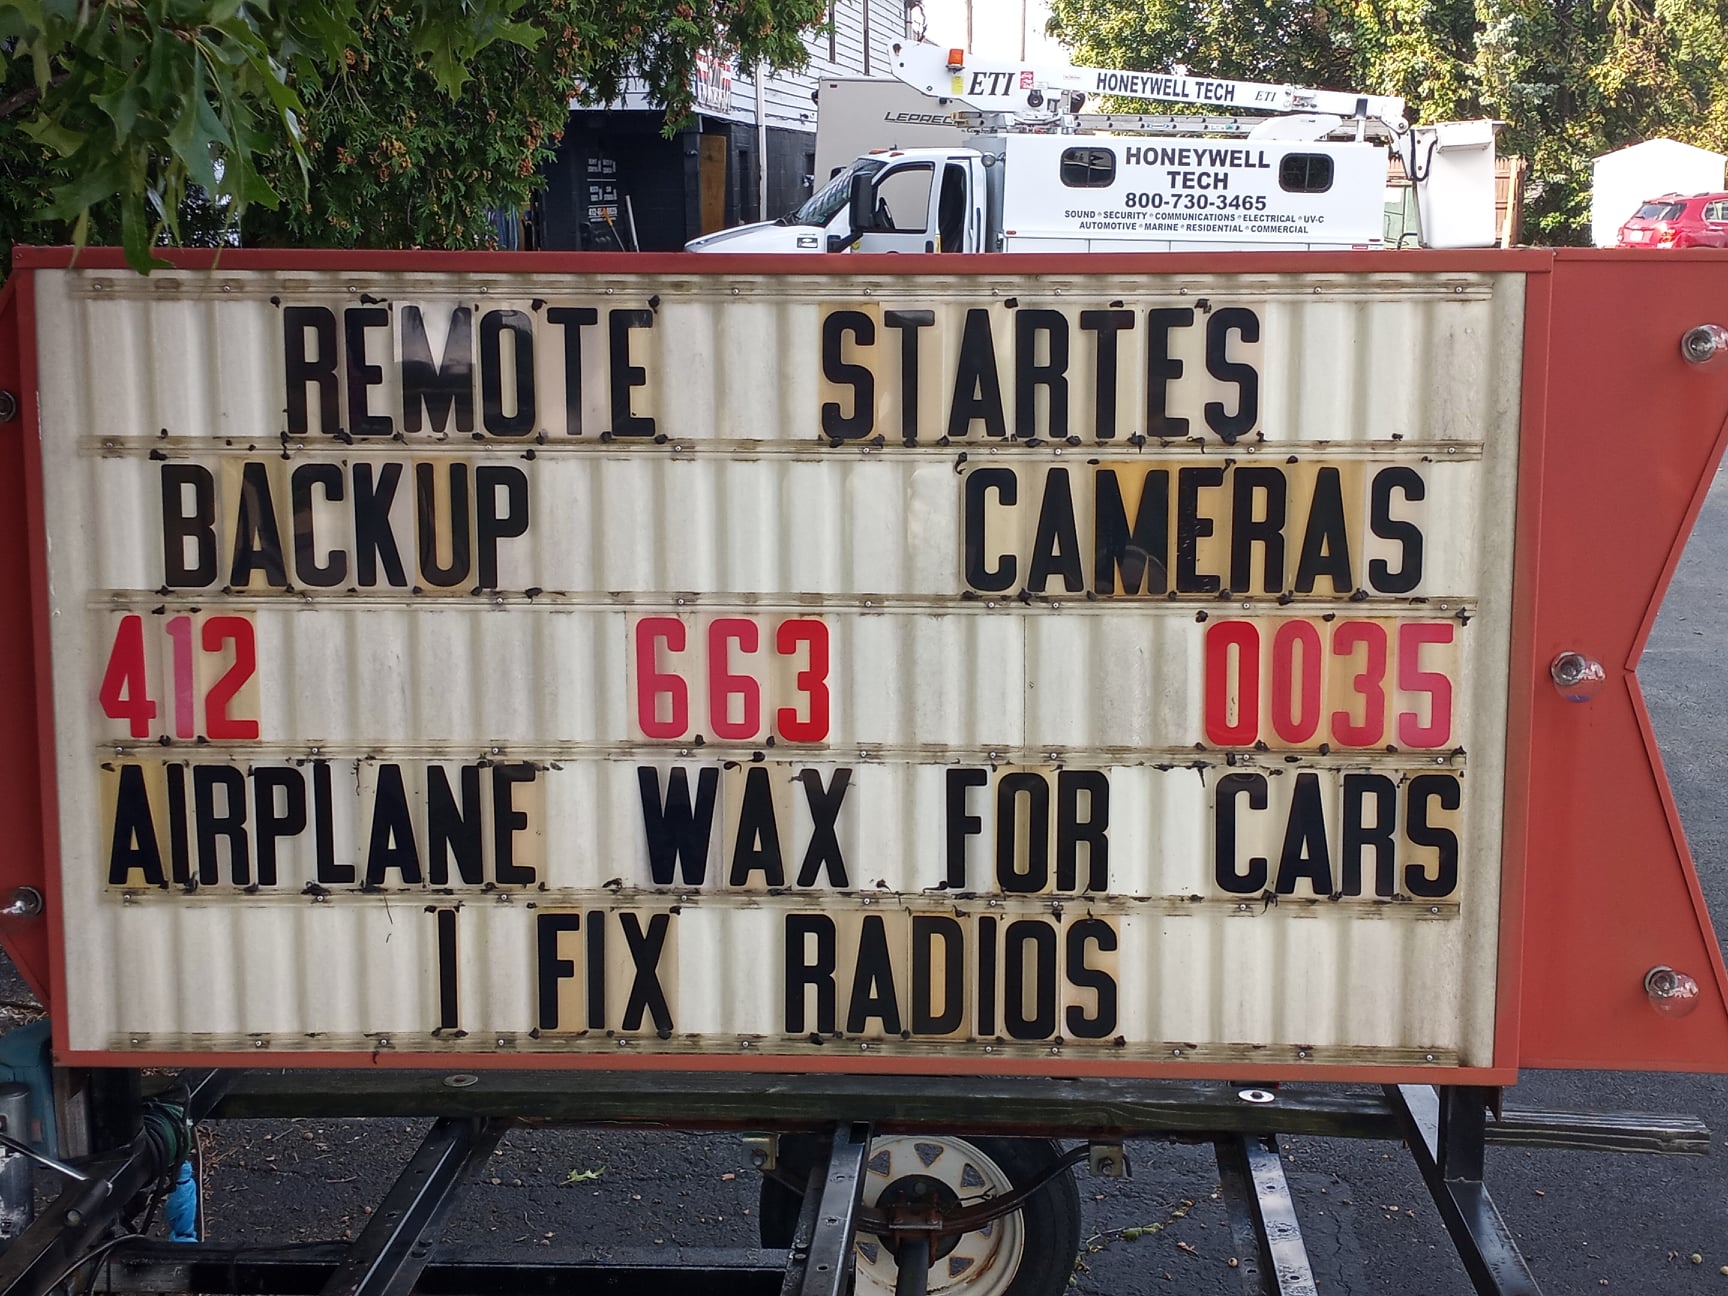 ETI HONEYWELL TECH ETI
HONEYWELL
TECH
800-730-3465
SOUND * SECURITY * COMMUNICATIONS * ELECTRICAL * UV-C
AUTOMOTIVE * MARINE * RESIDENTIAL * COMMERCIAL
REMOTE STARTES
BACKUP CAMERAS
412 663 0035
AIRPLANE WAX FOR CARS
I FIX RADIOS